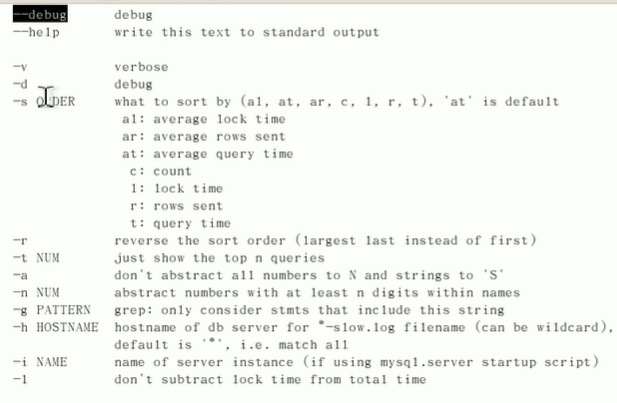 --debug debug
--help write this text to standard output
-v verbose
-d debug
-s ORDER what to sort by (al, at, ar, c, l, r, t), 'at' is default
al: average lock time
ar: average rows sent
at: average query time
c: count
l: lock time
r: rows sent
t: query time
-r reverse the sort order (largest last instead of first)
-t NUM just show the top n queries
-a don't abstract all numbers to N and strings to 'S'
-n NUM abstract numbers with at least n digits within names
-g PATTERN grep: only consider stmts that include this string
-h HOSTNAME hostname of db server for *-slow.log filename (can be wildcard),
default is '*', i.e. match all
-i NAME name of server instance (if using mysql.server startup script)
-l don't subtract lock time from total time